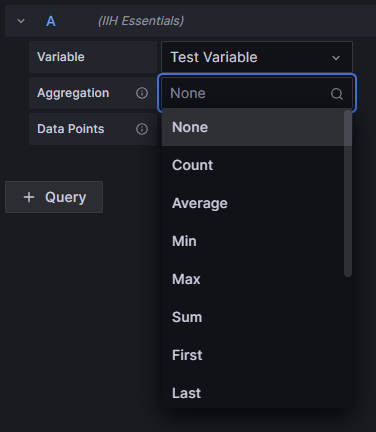 A (IIH Essentials)
Variable Test Variable
Aggregation None
Data Points
None
Count
Average
Min
Max
Sum
First
Last
+ Query